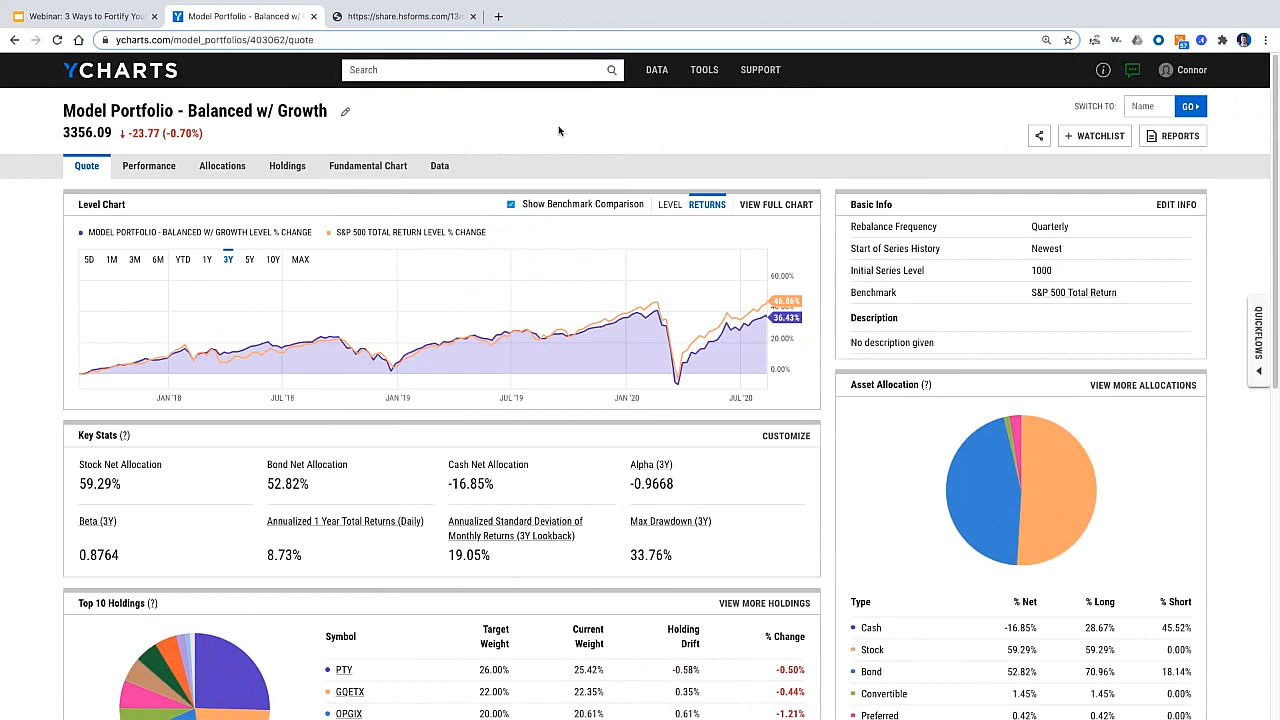 Webinar: 3 Ways to Fortify You
Model Portfolio - Balanced w/
https://share.hsforms.com/13
ycharts.com/model_portfolios/403062/quote
YCHARTS
Search
DATA
TOOLS
SUPPORT
Connor
Model Portfolio - Balanced w/ Growth
SWITCH TO: Name GO
3356.09 ↓ -23.77 (-0.70%)
+ WATCHLIST
REPORTS
Quote Performance Allocations Holdings Fundamental Chart Data
Level Chart
Show Benchmark Comparison LEVEL RETURNS VIEW FULL CHART
MODEL PORTFOLIO - BALANCED W/ GROWTH LEVEL % CHANGE S&P 500 TOTAL RETURN LEVEL % CHANGE
5D 1M 3M 6M YTD 1Y 3Y 5Y 10Y MAX
60.00%
46.86%
36.43%
20.00%
0.00%
JAN '18 JUL '18 JAN '19 JUL '19 JAN '20 JUL '20
Basic Info EDIT INFO
Rebalance Frequency Quarterly
Start of Series History Newest
Initial Series Level 1000
Benchmark S&P 500 Total Return
Description
No description given
QUICKFLOWS
Key Stats (?) CUSTOMIZE
Stock Net Allocation Bond Net Allocation Cash Net Allocation Alpha (3Y)
59.29% 52.82% -16.85% -0.9668
Beta (3Y) Annualized 1 Year Total Returns (Daily) Annualized Standard Deviation of Monthly Returns (3Y Lookback) Max Drawdown (3Y)
0.8764 8.73% 19.05% 33.76%
Asset Allocation (?) VIEW MORE ALLOCATIONS
Type % Net % Long % Short
Cash -16.85% 28.67% 45.52%
Stock 59.29% 59.29% 0.00%
Bond 52.82% 70.96% 18.14%
Convertible 1.45% 1.45% 0.00%
Preferred 0.42% 0.42% 0.00%
Top 10 Holdings (?) VIEW MORE HOLDINGS
Symbol Target Weight Current Weight Holding Drift % Change
PTY 26.00% 25.42% -0.58% -0.50%
GQETX 22.00% 22.35% 0.35% -0.44%
OPGIX 20.00% 20.61% 0.61% -1.21%